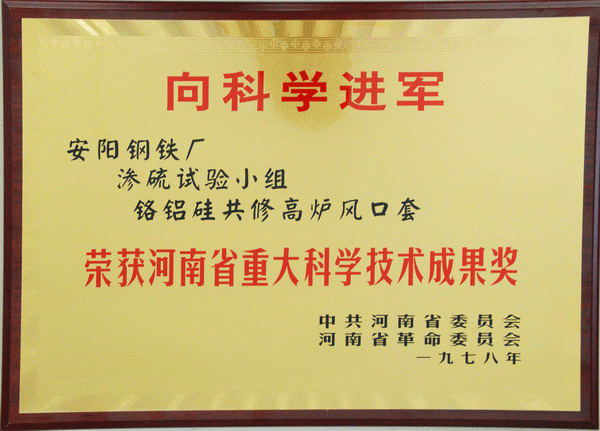 向科学进军
安阳钢铁厂
渗硫试验小组
铬铝硅共修高炉风口套
荣获河南省重大科学技术成果奖
中共河南省委员会
河南省革命委员会
一九七八年